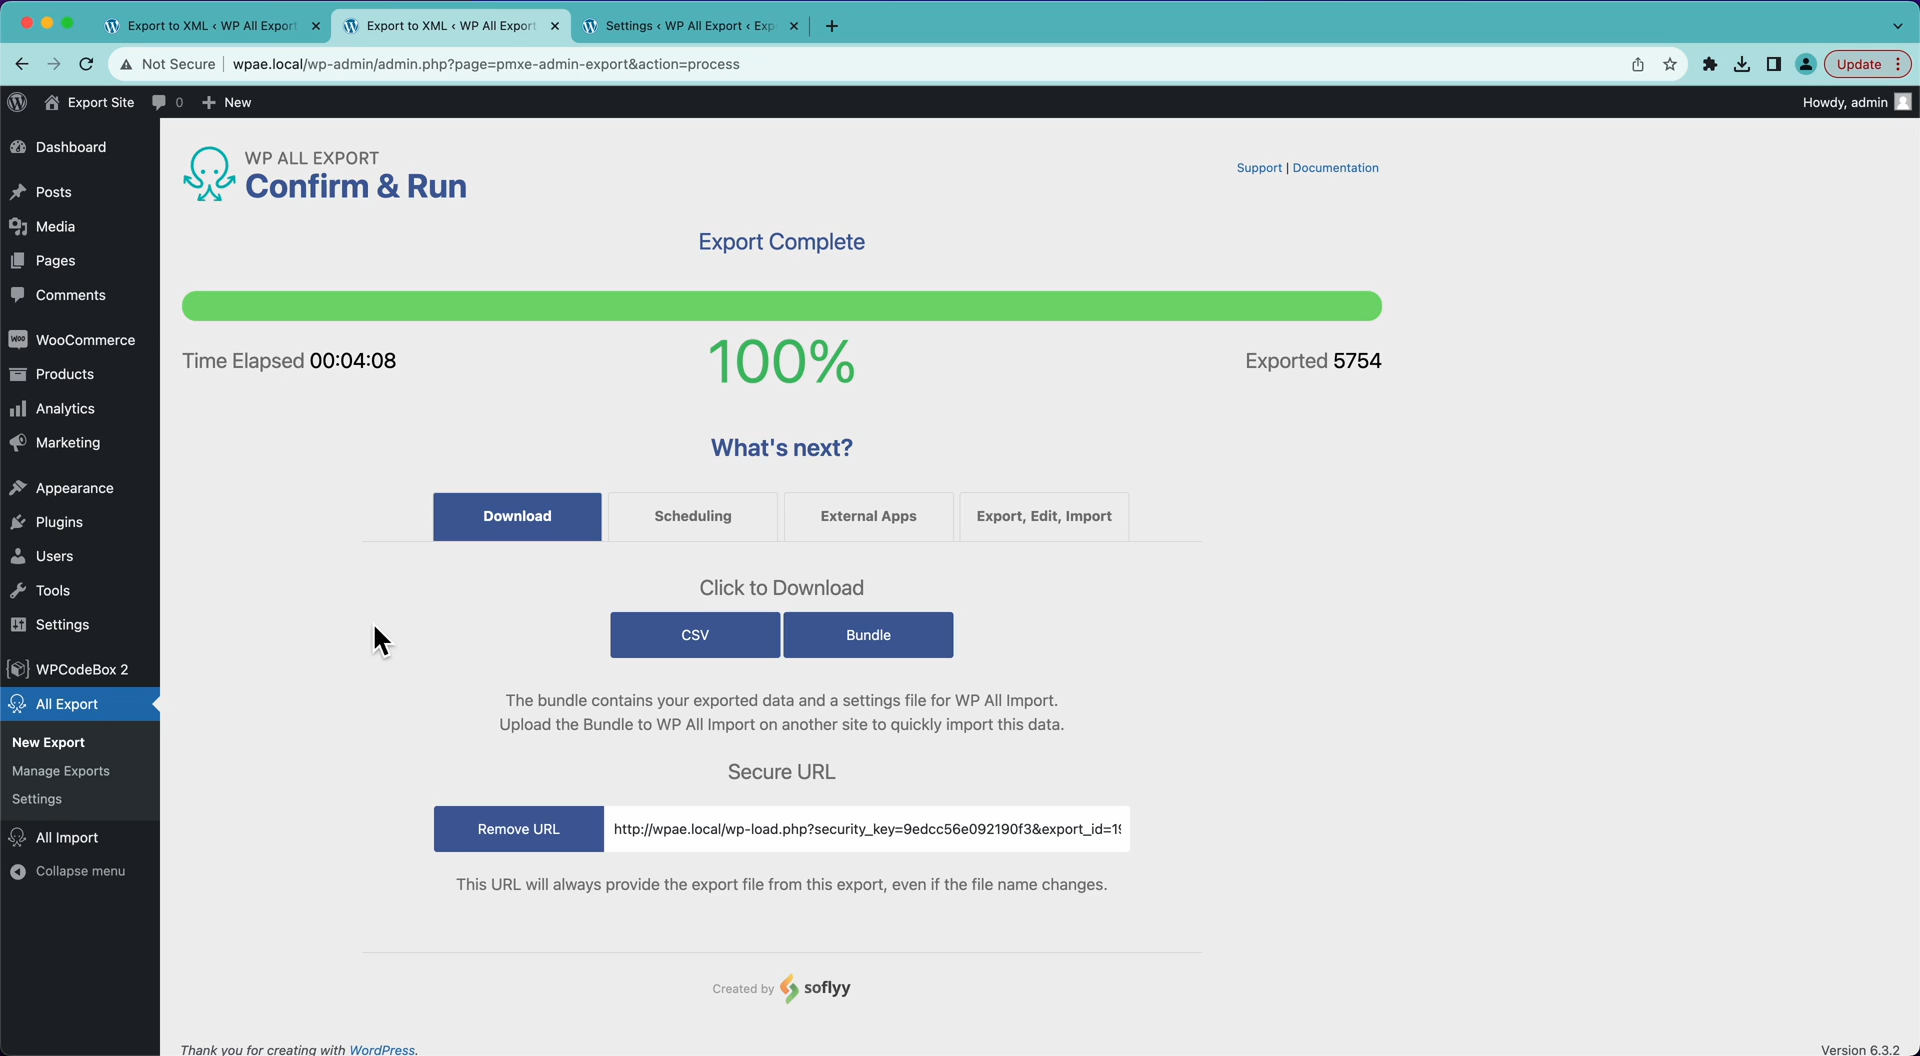 Export to XML ‹ WP All Export
Export to XML ‹ WP All Export
Settings ‹ WP All Export ‹ Exp
Not Secure
wpae.local/wp-admin/admin.php?page=pmxe-admin-export&action=process
Update
Export Site
0
New
Howdy, admin
Dashboard
Posts
Media
Pages
Comments
WooCommerce
Products
Analytics
Marketing
Appearance
Plugins
Users
Tools
Settings
WPCodeBox 2
All Export
New Export
Manage Exports
Settings
All Import
Collapse menu
WP ALL EXPORT
Confirm & Run
Support | Documentation
Export Complete
Time Elapsed 00:04:08
100%
Exported 5754
What's next?
Download
Scheduling
External Apps
Export, Edit, Import
Click to Download
CSV
Bundle
The bundle contains your exported data and a settings file for WP All Import.
Upload the Bundle to WP All Import on another site to quickly import this data.
Secure URL
Remove URL
http://wpae.local/wp-load.php?security_key=9edcc56e092190f3&export_id=1
This URL will always provide the export file from this export, even if the file name changes.
Created by soflyy
Thank you for creating with WordPress.
Version 6.3.2